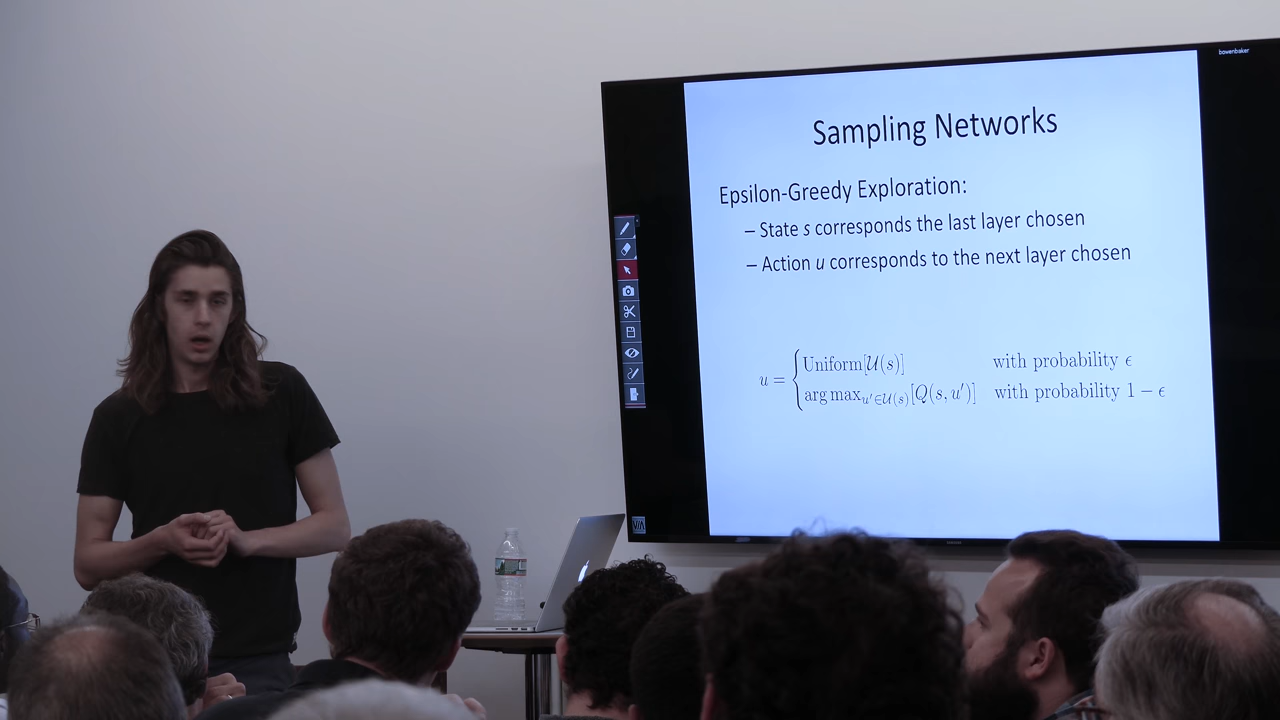 bowenbaker
Sampling Networks
Epsilon-Greedy Exploration:
– State s corresponds the last layer chosen
– Action u corresponds to the next layer chosen
u = { Uniform[𝒰(s)] with probability ϵ
arg max_{u′∈𝒰(s)}[Q(s, u′)] with probability 1 − ϵ
VIA